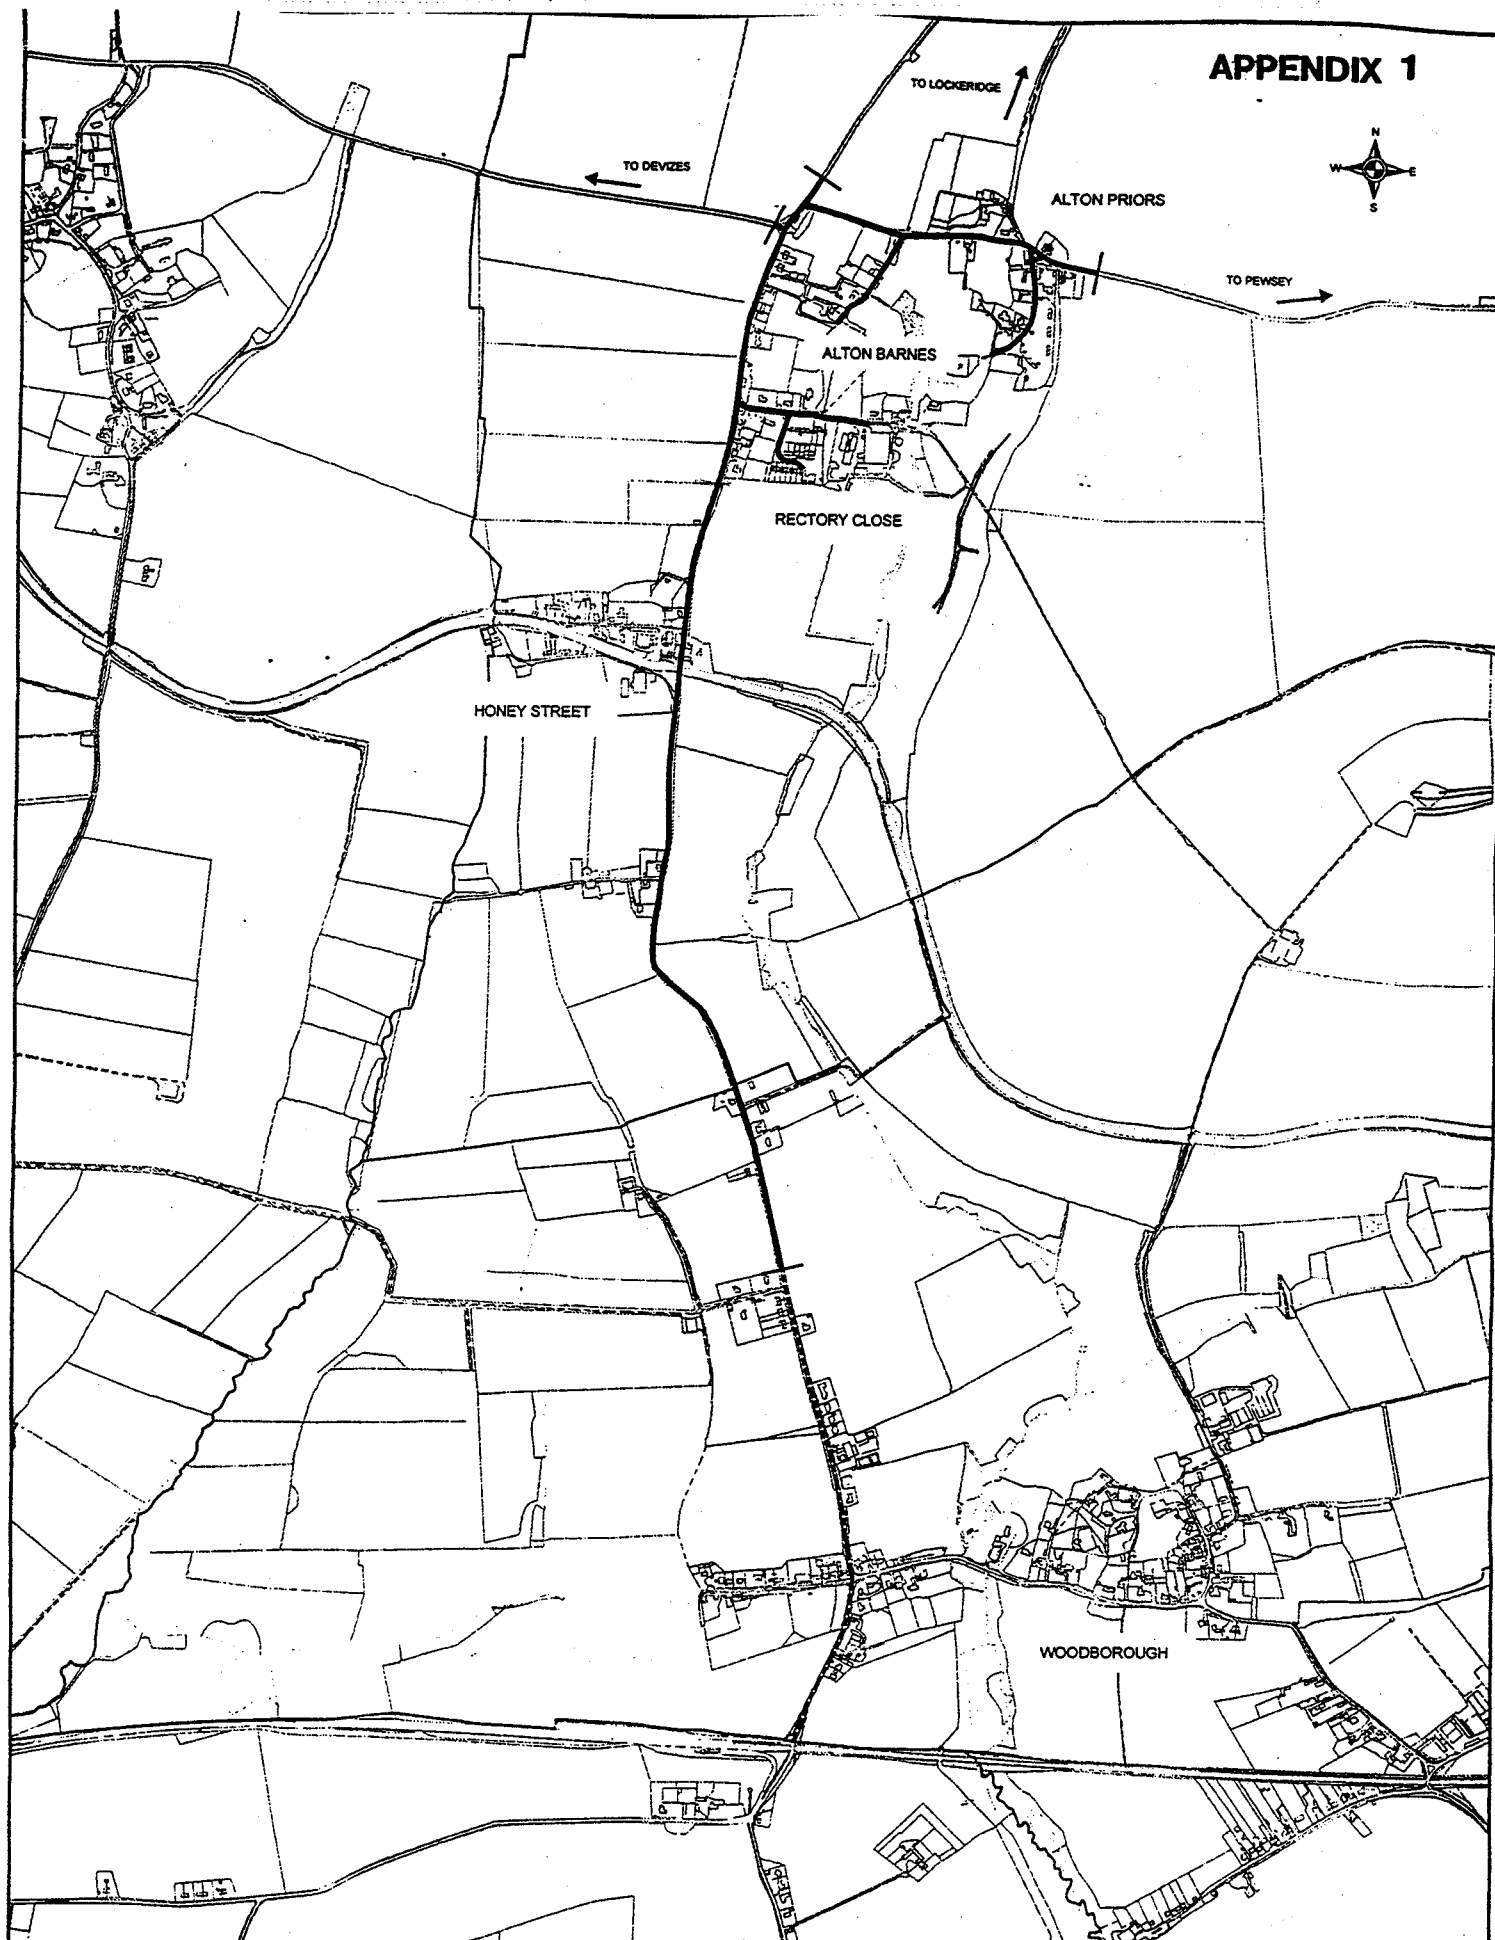 APPENDIX 1
TO LOCKERIDGE
N
W E
S
TO DEVIZES
ALTON PRIORS
TO PEWSEY
ALTON BARNES
RECTORY CLOSE
HONEY STREET
WOODBOROUGH